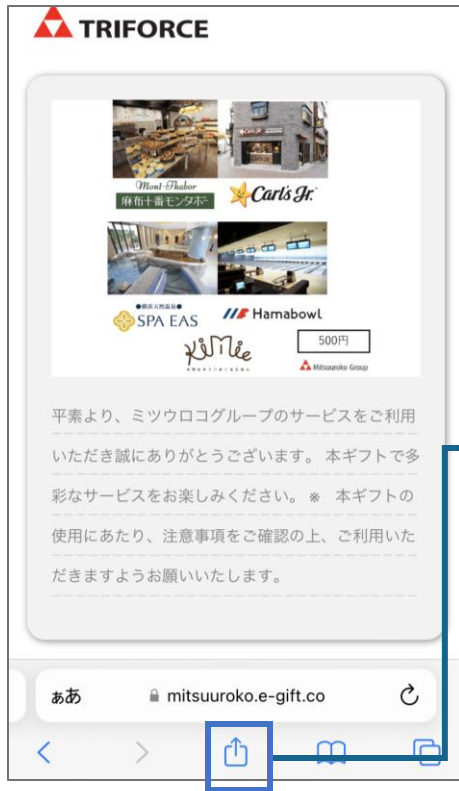 TRIFORCE
Mont-Thabor
麻布十番モンタボー
Carl's Jr.
横浜天然温泉
SPA EAS
Hamabowl
Kimie
500円
Mitsuuroko Group
平素より、ミツウロコグループのサービスをご利用
いただき誠にありがとうございます。 本ギフトで多
彩なサービスをお楽しみください。 ※ 本ギフトの
使用にあたり、注意事項をご確認の上、ご利用いた
だきますようお願いいたします。
ぁあ mitsuuroko.e-gift.co